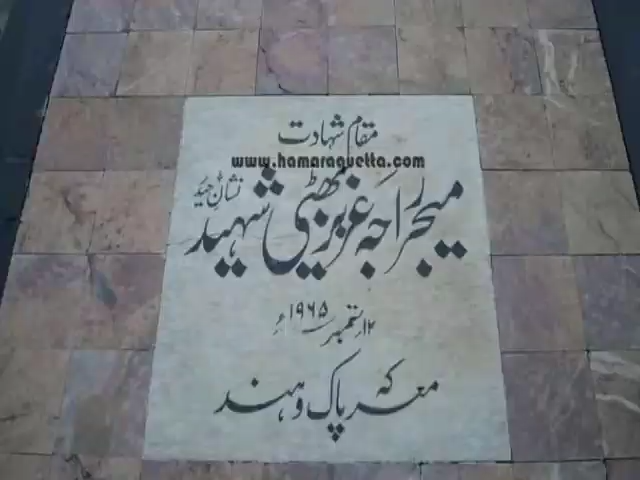 مقام شہادت
www.hamaraquetta.com
میجر راجہ عزیز بھٹی شہید نشانِ حیدر
۱۲ ستمبر ۱۹۶۵ء
معرکہ پاک و ہند